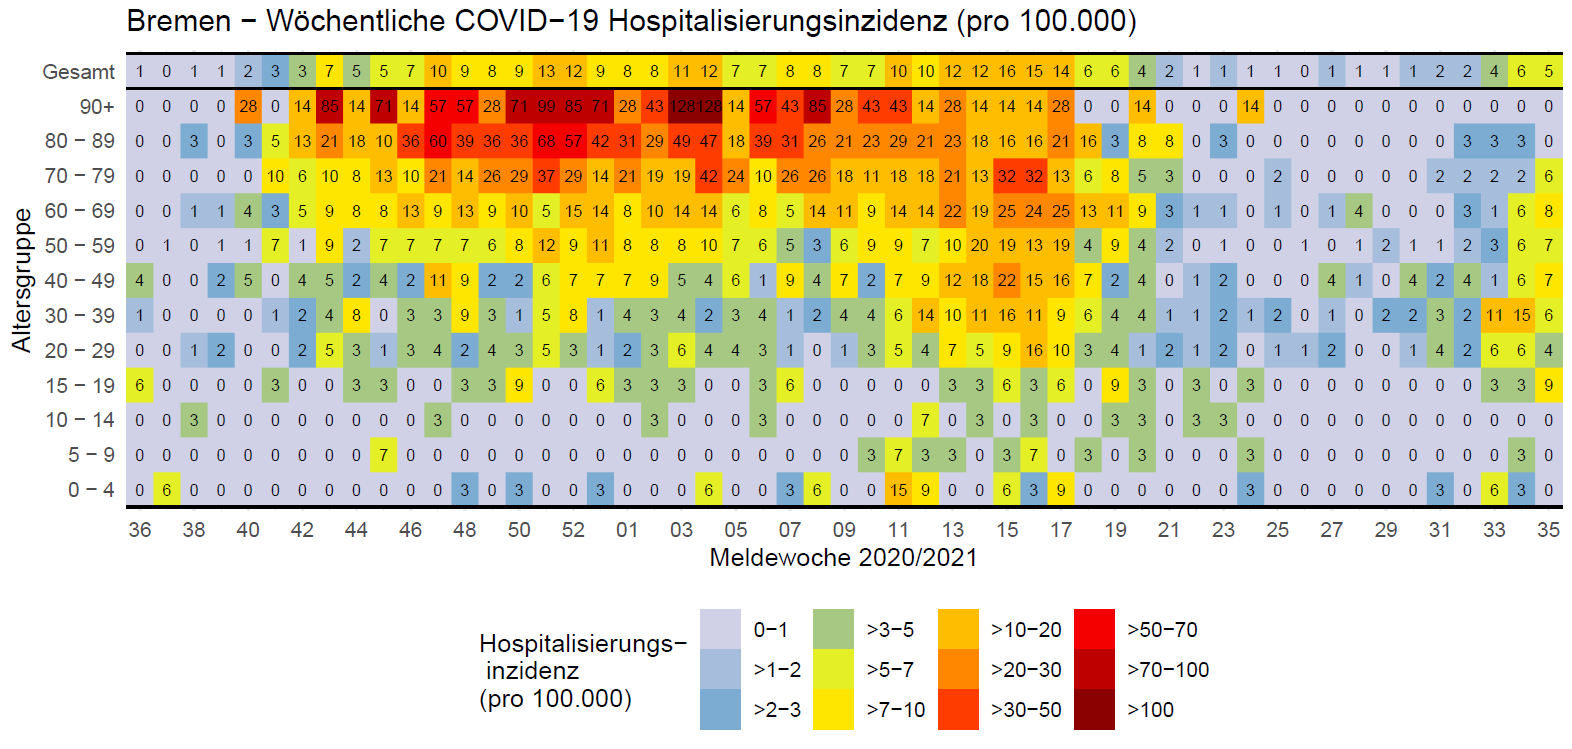 Bremen − Wöchentliche COVID−19 Hospitalisierungsinzidenz (pro 100.000)
Gesamt 1 0 1 1 2 3 3 7 5 5 7 10 9 8 9 13 12 9 8 8 11 12 7 7 8 8 7 7 10 10 12 12 16 15 14 6 6 4 2 1 1 1 1 0 1 1 1 1 2 2 4 6 5
90+ 0 0 0 0 28 0 14 85 14 71 14 57 57 28 71 99 85 71 28 43 128 128 14 57 43 85 28 43 43 14 28 14 14 14 28 0 0 14 0 0 0 14 0 0 0 0 0 0 0 0 0 0 0
80 − 89 0 0 3 0 3 5 13 21 18 10 36 60 39 36 36 68 57 42 31 29 49 47 18 39 31 26 21 23 29 21 23 18 16 16 21 16 3 8 8 0 3 0 0 0 0 0 0 0 0 3 3 3 0
70 − 79 0 0 0 0 0 10 6 10 8 13 10 21 14 26 29 37 29 14 21 19 19 42 24 10 26 26 18 11 18 18 21 13 32 32 13 6 8 5 3 0 0 0 2 0 0 0 0 0 2 2 2 2 6
60 − 69 0 0 1 1 4 3 5 9 8 8 13 9 13 9 10 5 15 14 8 10 14 14 6 8 5 14 11 9 14 14 22 19 25 24 25 13 11 9 3 1 1 0 1 0 1 4 0 0 0 3 1 6 8
50 − 59 0 1 0 1 1 7 1 9 2 7 7 7 7 6 8 12 9 11 8 8 8 10 7 6 5 3 6 9 9 7 10 20 19 13 19 4 9 4 2 0 1 0 0 1 0 1 2 1 1 2 3 6 7
40 − 49 4 0 0 2 5 0 4 5 2 4 2 11 9 2 2 6 7 7 7 9 5 4 6 1 9 4 7 2 7 9 12 18 22 15 16 7 2 4 0 1 2 0 0 0 4 1 0 4 2 4 1 6 7
30 − 39 1 0 0 0 0 1 2 4 8 0 3 3 9 3 1 5 8 1 4 3 4 2 3 4 1 2 4 4 6 14 10 11 16 11 9 6 4 4 1 1 2 1 2 0 1 0 2 2 3 2 11 15 6
20 − 29 0 0 1 2 0 0 2 5 3 1 3 4 2 4 3 5 3 1 2 3 6 4 4 3 1 0 1 3 5 4 7 5 9 16 10 3 4 1 2 1 2 0 1 1 2 0 0 1 4 2 6 6 4
15 − 19 6 0 0 0 0 3 0 0 3 3 0 0 3 3 9 0 0 6 3 3 3 0 0 3 6 0 0 0 0 0 3 3 6 3 6 0 9 3 0 3 0 3 0 0 0 0 0 0 0 0 3 3 9
10 − 14 0 0 3 0 0 0 0 0 0 0 0 3 0 0 0 0 0 0 0 3 0 0 0 3 0 0 0 0 0 7 0 3 0 3 0 0 3 3 0 3 3 0 0 0 0 0 0 0 0 0 0 0 0
5 − 9 0 0 0 0 0 0 0 0 0 7 0 0 0 0 0 0 0 0 0 0 0 0 0 0 0 0 0 3 7 3 3 0 3 7 0 3 0 3 0 0 0 3 0 0 0 0 0 0 0 0 0 3 0
0 − 4 0 6 0 0 0 0 0 0 0 0 0 0 3 0 3 0 0 3 0 0 0 6 0 0 3 6 0 0 15 9 0 0 6 3 9 0 0 0 0 0 0 3 0 0 0 0 0 0 3 0 6 3 0
36 38 40 42 44 46 48 50 52 01 03 05 07 09 11 13 15 17 19 21 23 25 27 29 31 33 35
Altersgruppe
Meldewoche 2020/2021
Hospitalisierungs−
inzidenz
(pro 100.000)
0−1 >3−5 >10−20 >50−70
>1−2 >5−7 >20−30 >70−100
>2−3 >7−10 >30−50 >100